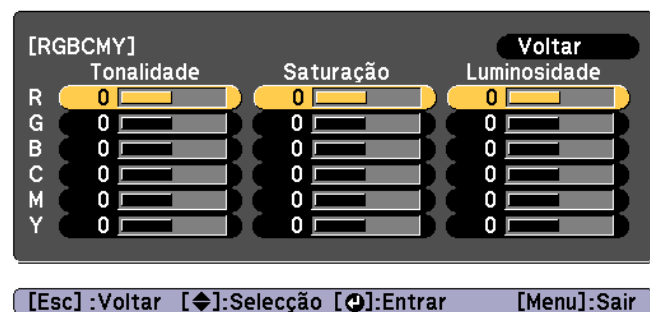 [RGBCMY] Voltar
Tonalidade Saturação Luminosidade
R 0 0 0
G 0 0 0
B 0 0 0
C 0 0 0
M 0 0 0
Y 0 0 0
[Esc] :Voltar [◆]:Selecção [↵]:Entrar [Menu]:Sair